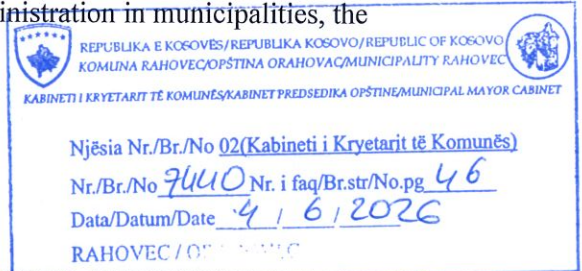 inistration in municipalities, the
REPUBLIKA E KOSOVËS/REPUBLIKA KOSOVO/REPUBLIC OF KOSOVO
KOMUNA RAHOVEC/OPŠTINA ORAHOVAC/MUNICIPALITY RAHOVEC
KABINETI I KRYETARIT TË KOMUNËS/KABINET PREDSEDIKA OPŠTINE/MUNICIPAL MAYOR CABINET
Njësia Nr./Br./No 02(Kabineti i Kryetarit të Komunës)
Nr./Br./No 7440 Nr. i faq/Br.str/No.pg 46
Data/Datum/Date 4 / 6 / 2026
RAHOVEC /